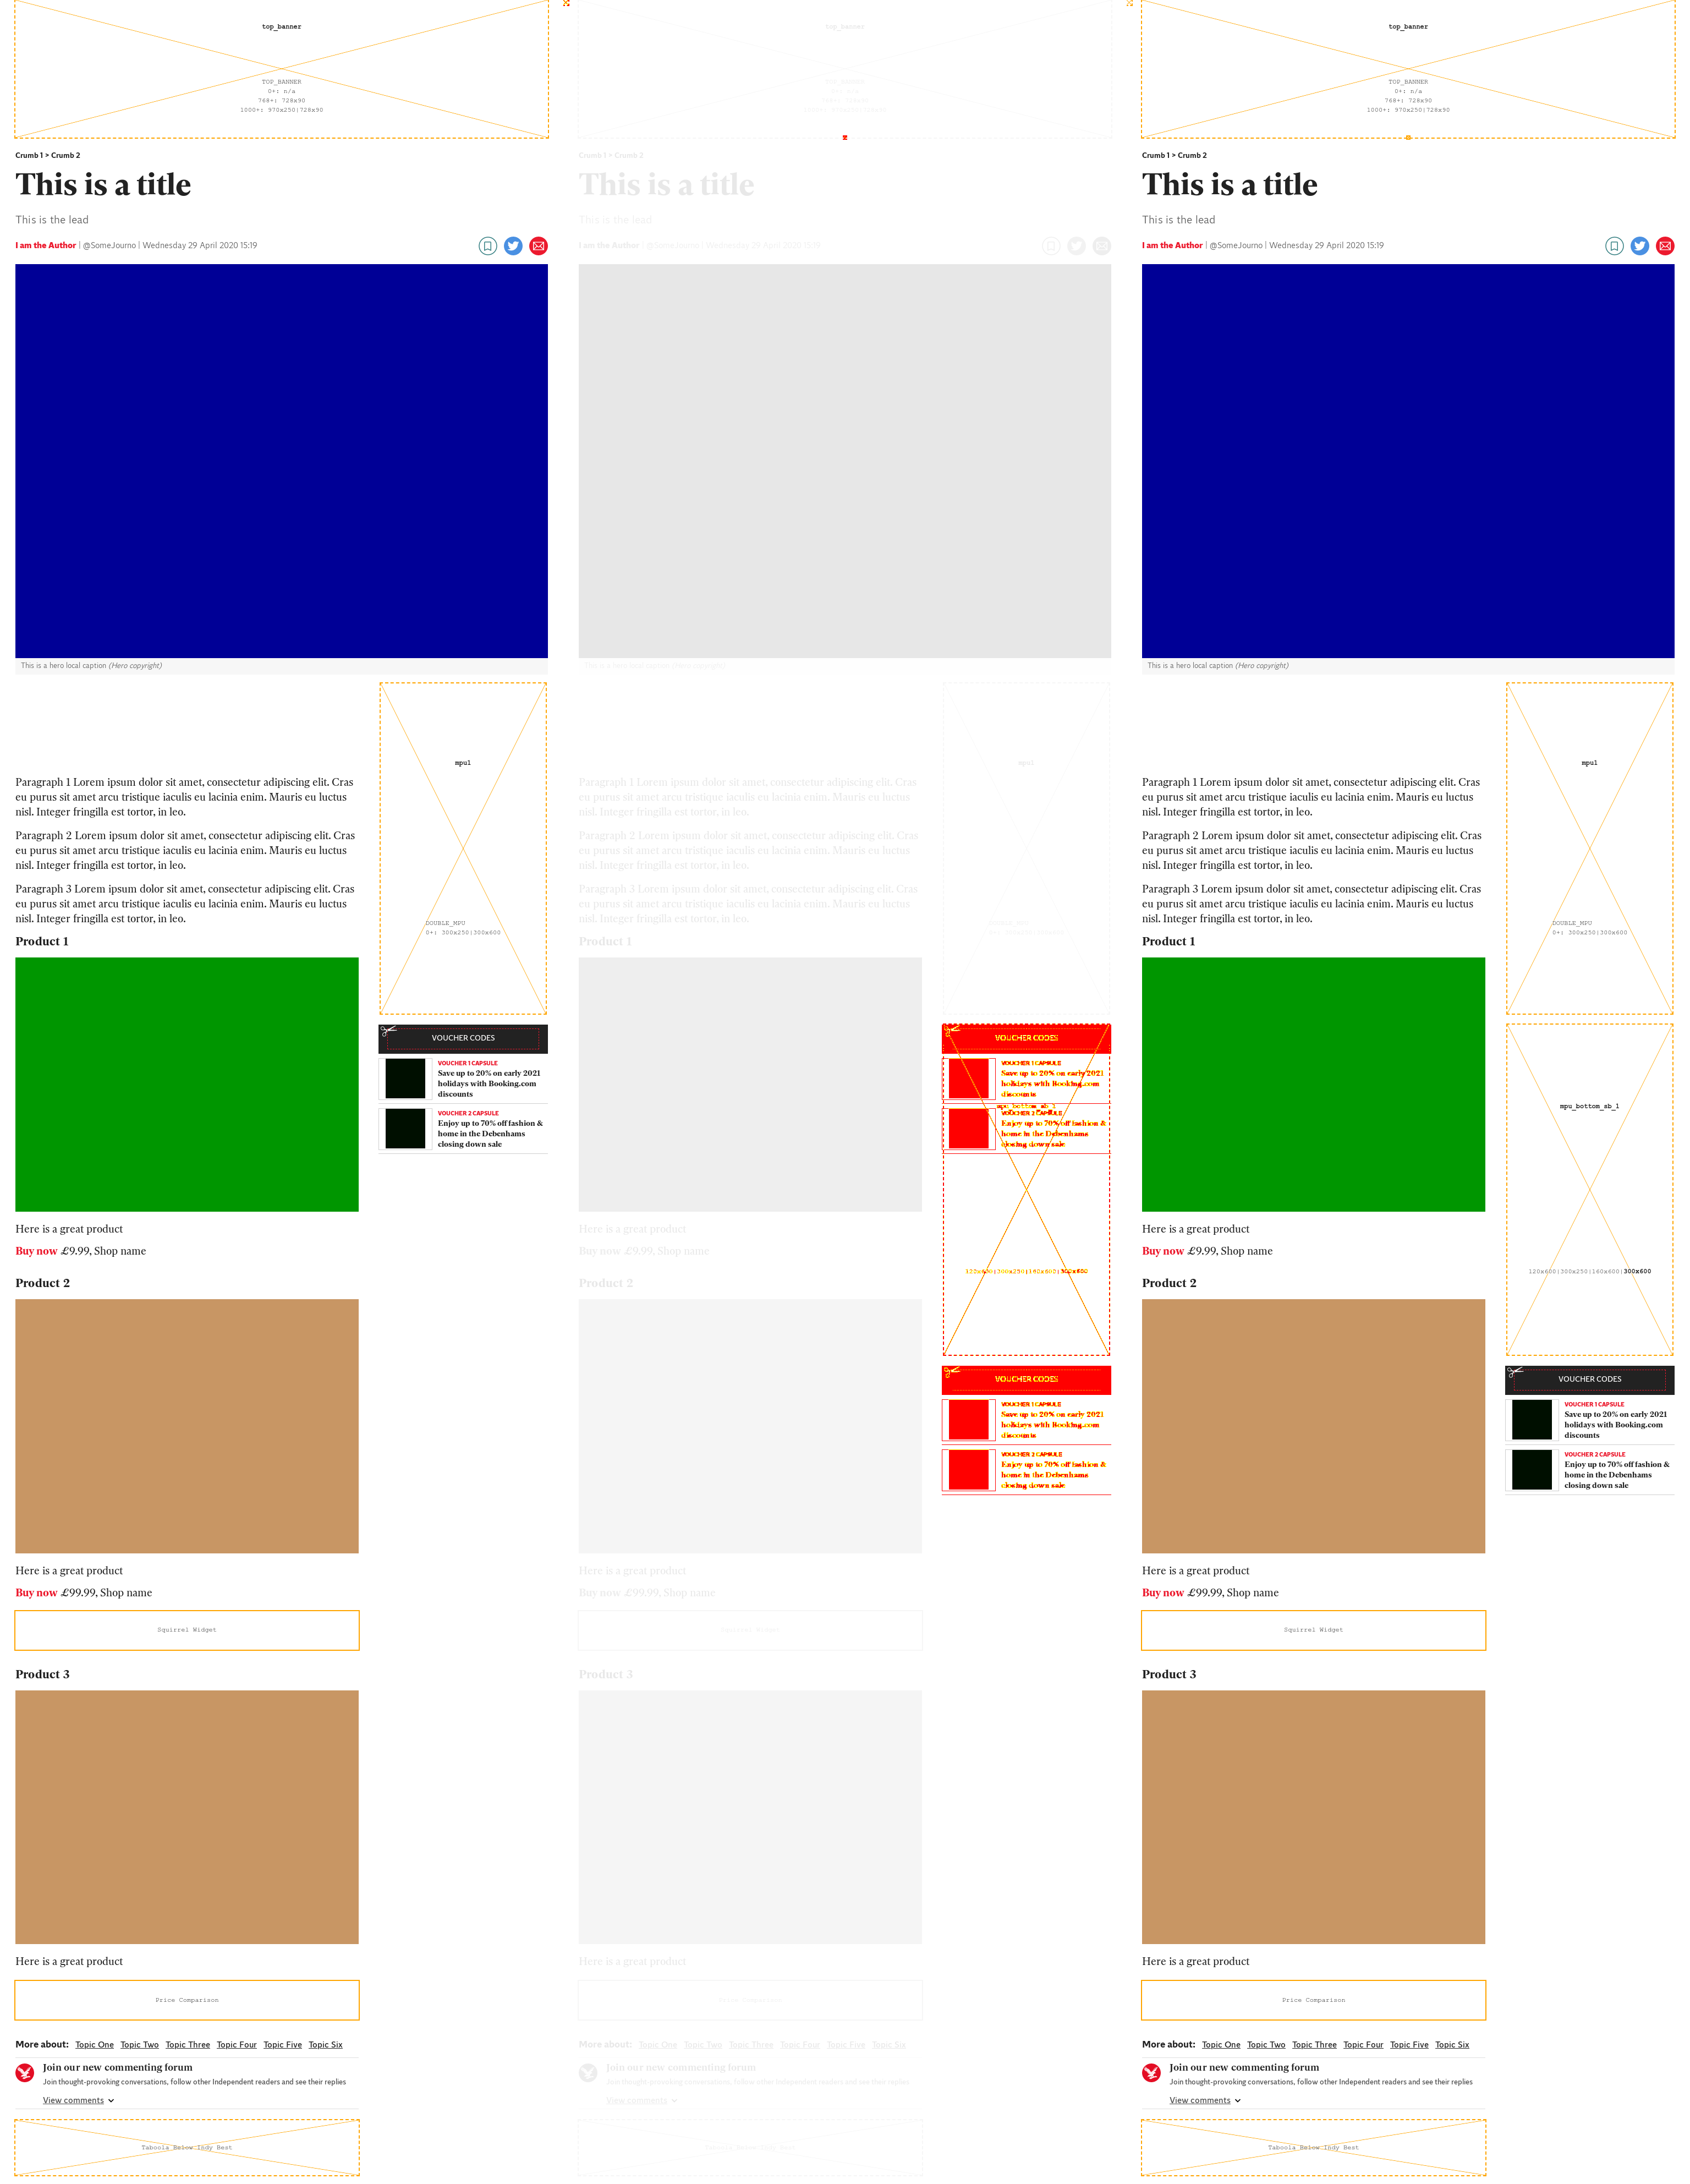 top_banner
TOP_BANNER
0+: n/a
768+: 728x90
1000+: 970x250|728x90
Crumb 1 > Crumb 2
This is a title
This is the lead
I am the Author | @SomeJourno | Wednesday 29 April 2020 15:19
This is a hero local caption (Hero copyright)
mpu1
Paragraph 1 Lorem ipsum dolor sit amet, consectetur adipiscing elit. Cras
eu purus sit amet arcu tristique iaculis eu lacinia enim. Mauris eu luctus
nisl. Integer fringilla est tortor, in leo.
Paragraph 2 Lorem ipsum dolor sit amet, consectetur adipiscing elit. Cras
eu purus sit amet arcu tristique iaculis eu lacinia enim. Mauris eu luctus
nisl. Integer fringilla est tortor, in leo.
Paragraph 3 Lorem ipsum dolor sit amet, consectetur adipiscing elit. Cras
eu purus sit amet arcu tristique iaculis eu lacinia enim. Mauris eu luctus
nisl. Integer fringilla est tortor, in leo.
DOUBLE_MPU
0+: 300x250|300x600
Product 1
VOUCHER CODES
VOUCHER 1 CAPSULE
Save up to 20% on early 2021
holidays with Booking.com
discounts
VOUCHER 2 CAPSULE
Enjoy up to 70% off fashion &
home in the Debenhams
closing down sale
Here is a great product
Buy now £9.99, Shop name
Product 2
Here is a great product
Buy now £99.99, Shop name
Squirrel Widget
Product 3
Here is a great product
Price Comparison
More about: Topic One Topic Two Topic Three Topic Four Topic Five Topic Six
Join our new commenting forum
Join thought-provoking conversations, follow other Independent readers and see their replies
View comments
Taboola Below Indy Best
top_banner
Crumb 1 > Crumb 2
This is a title
This is the lead
I am the Author | @SomeJourno | Wednesday 29 April 2020 15:19
This is a hero local caption (Hero copyright)
mpu1
Paragraph 1 Lorem ipsum dolor sit amet, consectetur adipiscing elit. Cras
eu purus sit amet arcu tristique iaculis eu lacinia enim. Mauris eu luctus
nisl. Integer fringilla est tortor, in leo.
Paragraph 2 Lorem ipsum dolor sit amet, consectetur adipiscing elit. Cras
eu purus sit amet arcu tristique iaculis eu lacinia enim. Mauris eu luctus
nisl. Integer fringilla est tortor, in leo.
Paragraph 3 Lorem ipsum dolor sit amet, consectetur adipiscing elit. Cras
eu purus sit amet arcu tristique iaculis eu lacinia enim. Mauris eu luctus
nisl. Integer fringilla est tortor, in leo.
Product 1
VOUCHER CODES
VOUCHER 1 CAPSULE
Save up to 20% on early 2021
holidays with Booking.com
discounts
mpu_bottom_sb_1
VOUCHER 2 CAPSULE
Enjoy up to 70% off fashion &
home in the Debenhams
closing down sale
Here is a great product
Buy now £9.99, Shop name
120x600|300x250|160x600|300x600
Product 2
VOUCHER CODES
VOUCHER 1 CAPSULE
Save up to 20% on early 2021
holidays with Booking.com
discounts
VOUCHER 2 CAPSULE
Enjoy up to 70% off fashion &
home in the Debenhams
closing down sale
Here is a great product
Buy now £99.99, Shop name
Product 3
Here is a great product
More about: Topic One Topic Two Topic Three Topic Four Topic Five Topic Six
Join our new commenting forum
Join thought-provoking conversations, follow other Independent readers and see their replies
View comments
top_banner
TOP_BANNER
0+: n/a
768+: 728x90
1000+: 970x250|728x90
Crumb 1 > Crumb 2
This is a title
This is the lead
I am the Author | @SomeJourno | Wednesday 29 April 2020 15:19
This is a hero local caption (Hero copyright)
mpu1
Paragraph 1 Lorem ipsum dolor sit amet, consectetur adipiscing elit. Cras
eu purus sit amet arcu tristique iaculis eu lacinia enim. Mauris eu luctus
nisl. Integer fringilla est tortor, in leo.
Paragraph 2 Lorem ipsum dolor sit amet, consectetur adipiscing elit. Cras
eu purus sit amet arcu tristique iaculis eu lacinia enim. Mauris eu luctus
nisl. Integer fringilla est tortor, in leo.
Paragraph 3 Lorem ipsum dolor sit amet, consectetur adipiscing elit. Cras
eu purus sit amet arcu tristique iaculis eu lacinia enim. Mauris eu luctus
nisl. Integer fringilla est tortor, in leo.
DOUBLE_MPU
0+: 300x250|300x600
Product 1
mpu_bottom_sb_1
Here is a great product
Buy now £9.99, Shop name
120x600|300x250|160x600|300x600
Product 2
VOUCHER CODES
VOUCHER 1 CAPSULE
Save up to 20% on early 2021
holidays with Booking.com
discounts
VOUCHER 2 CAPSULE
Enjoy up to 70% off fashion &
home in the Debenhams
closing down sale
Here is a great product
Buy now £99.99, Shop name
Squirrel Widget
Product 3
Here is a great product
Price Comparison
More about: Topic One Topic Two Topic Three Topic Four Topic Five Topic Six
Join our new commenting forum
Join thought-provoking conversations, follow other Independent readers and see their replies
View comments
Taboola Below Indy Best